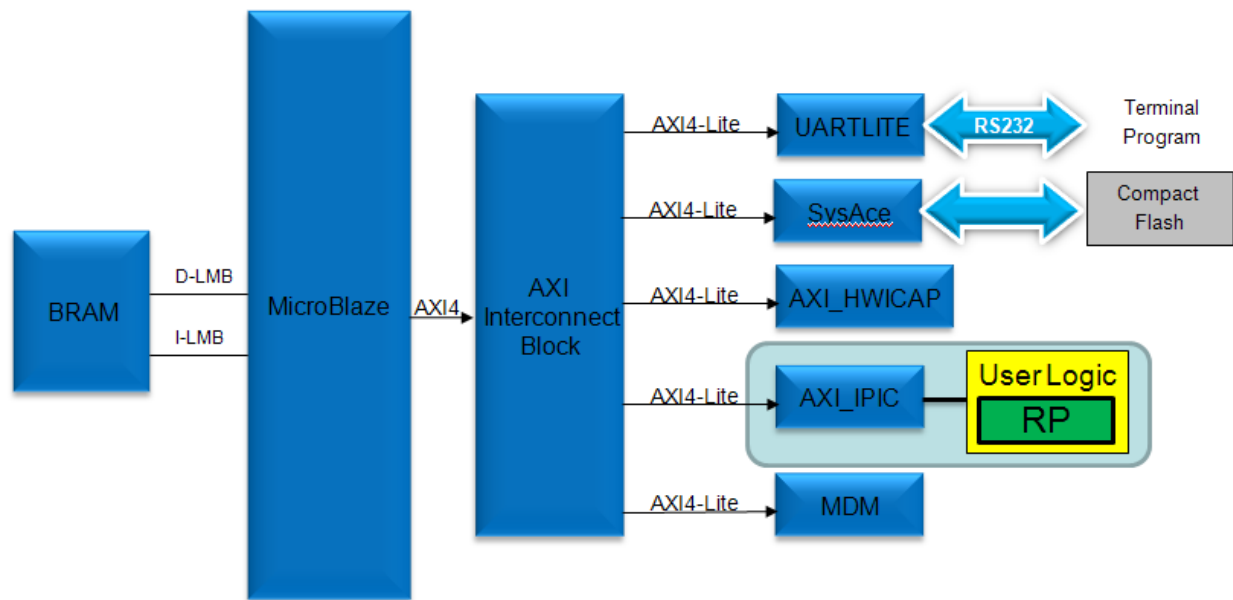 BRAM
D-LMB
I-LMB
MicroBlaze
AXI4
AXI
Interconnect
Block
AXI4-Lite
UARTLITE
RS232
Terminal
Program
AXI4-Lite
SysAce
Compact
Flash
AXI4-Lite
AXI_HWICAP
AXI4-Lite
AXI_IPIC
User Logic
RP
AXI4-Lite
MDM